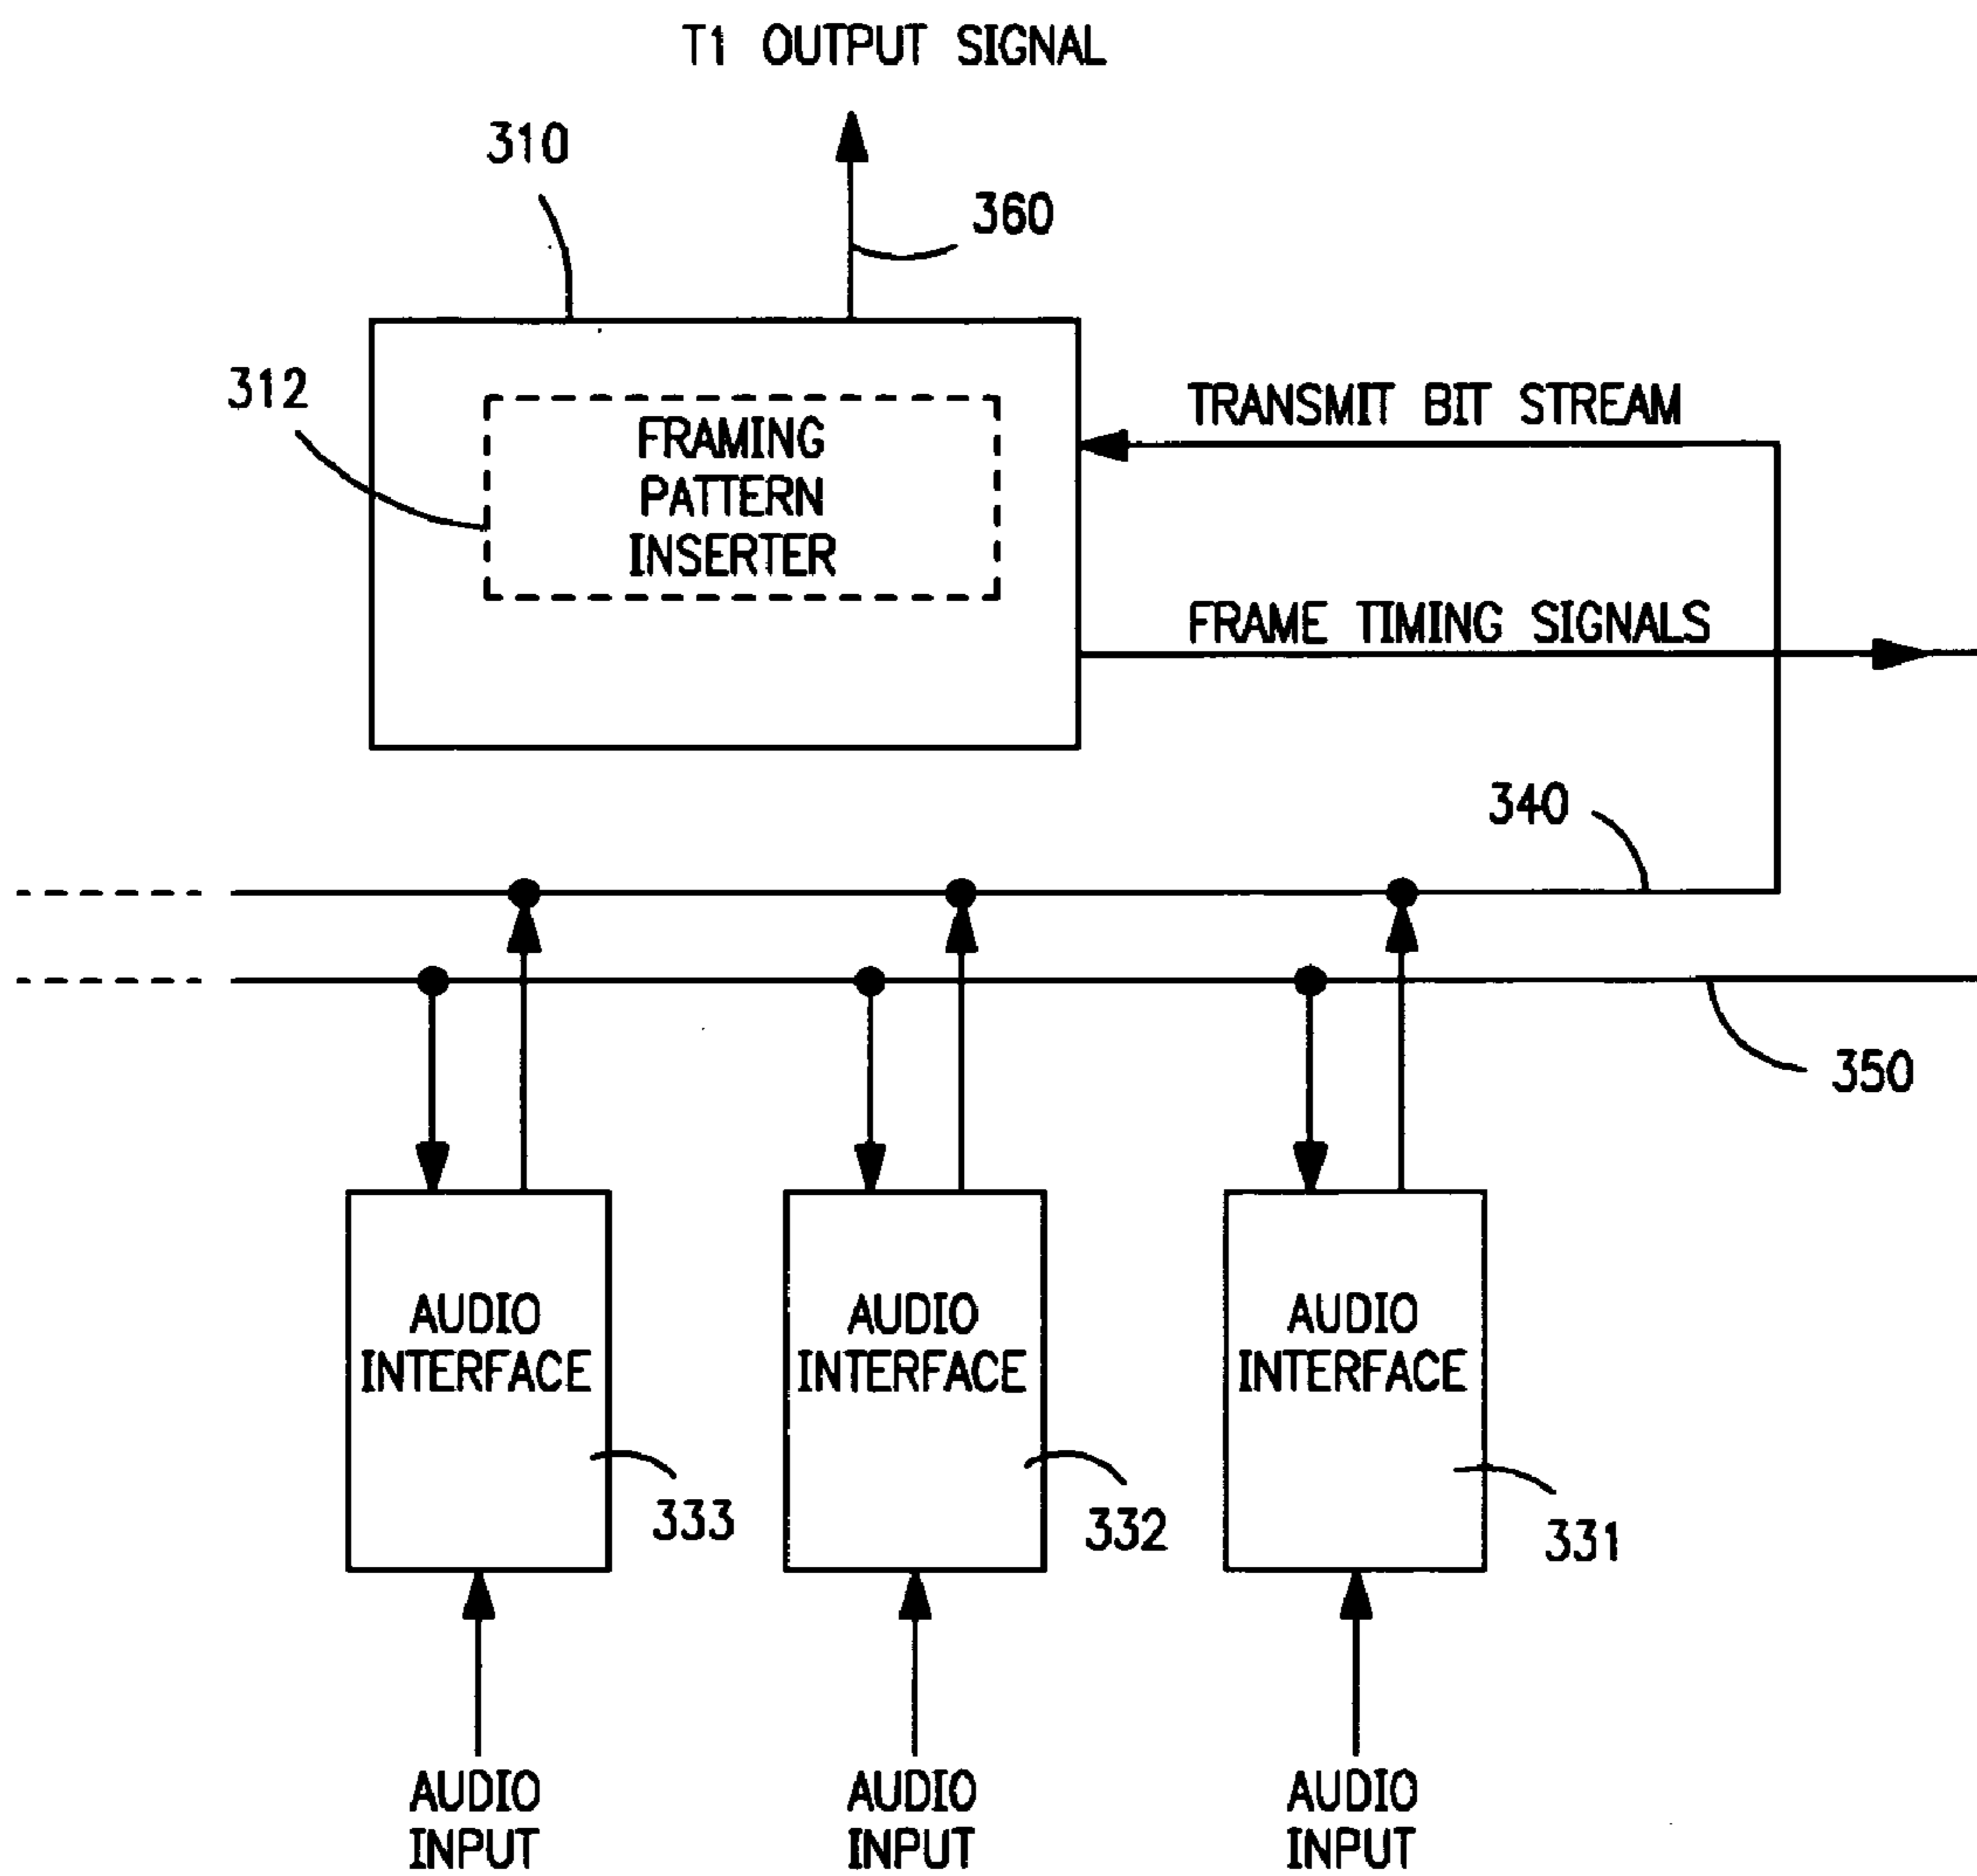 T1 OUTPUT SIGNAL
310
360
312
FRAMING
PATTERN
INSERTER
TRANSMIT BIT STREAM
FRAME TIMING SIGNALS
340
350
AUDIO
INTERFACE
333
AUDIO
INTERFACE
332
AUDIO
INTERFACE
331
AUDIO
INPUT
AUDIO
INPUT
AUDIO
INPUT